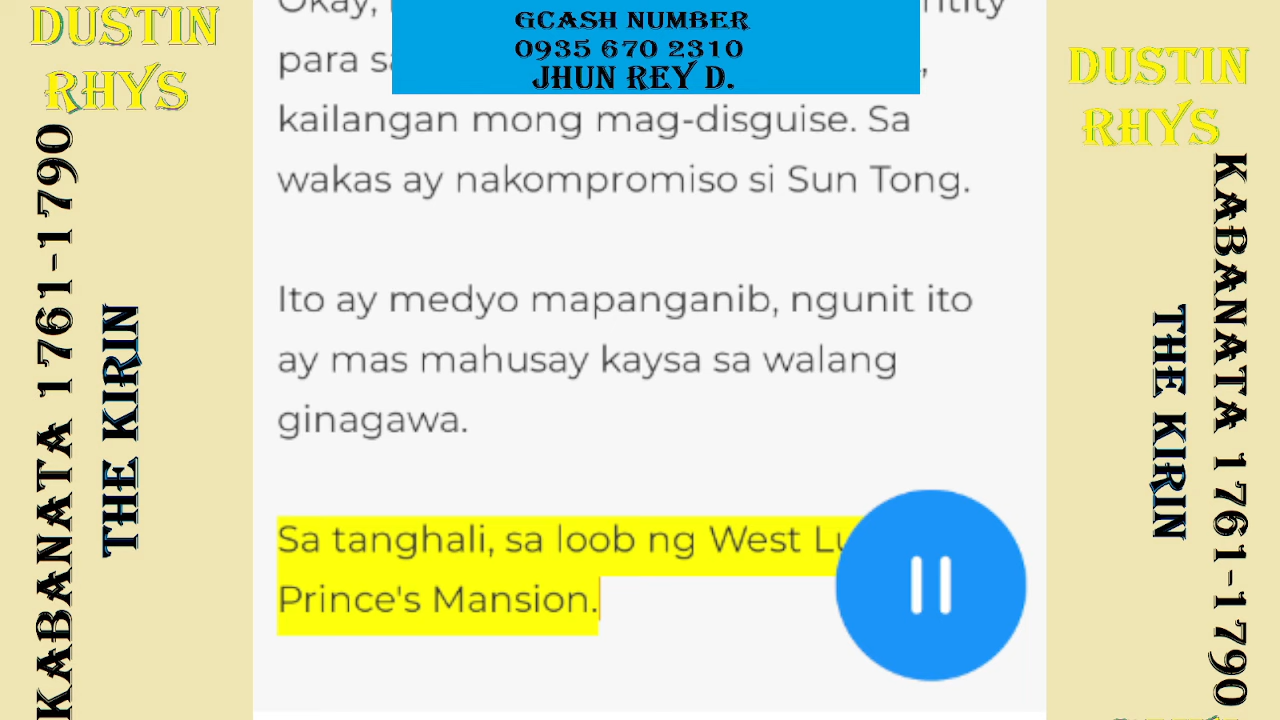 DUSTIN
RHYS
KABANATA 1761-1790
THE KIRIN
GCASH NUMBER
0935 670 2310
JHUN REY D.
Okay,
para
kailangan mong mag-disguise. Sa
wakas ay nakompromiso si Sun Tong.
Ito ay medyo mapanganib, ngunit ito
ay mas mahusay kaysa sa walang
ginagawa.
Sa tanghali, sa loob ng West
Prince's Mansion.
DUSTIN
RHYS
KABANATA 1761-1790
THE KIRIN